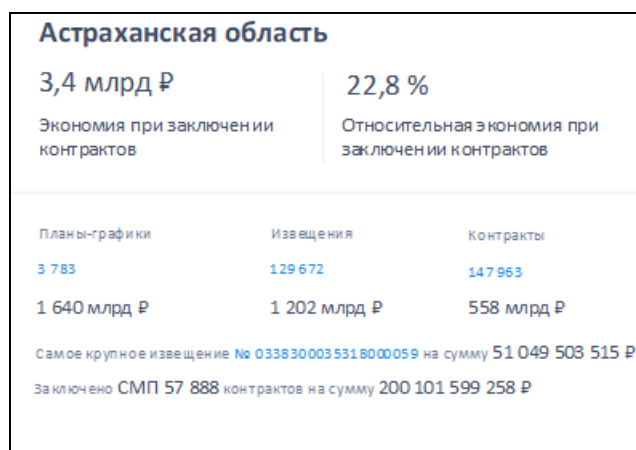 Астраханская область
3,4 млрд ₽ 22,8 %
Экономия при заключении контрактов
Относительная экономия при заключении контрактов
Планы-графики Извещения Контракты
3 783 129 672 147 963
1 640 млрд ₽ 1 202 млрд ₽ 558 млрд ₽
Самое крупное извещение № 0338300035318000059 на сумму 51 049 503 515 ₽
Заключено СМП 57 888 контрактов на сумму 200 101 599 258 ₽